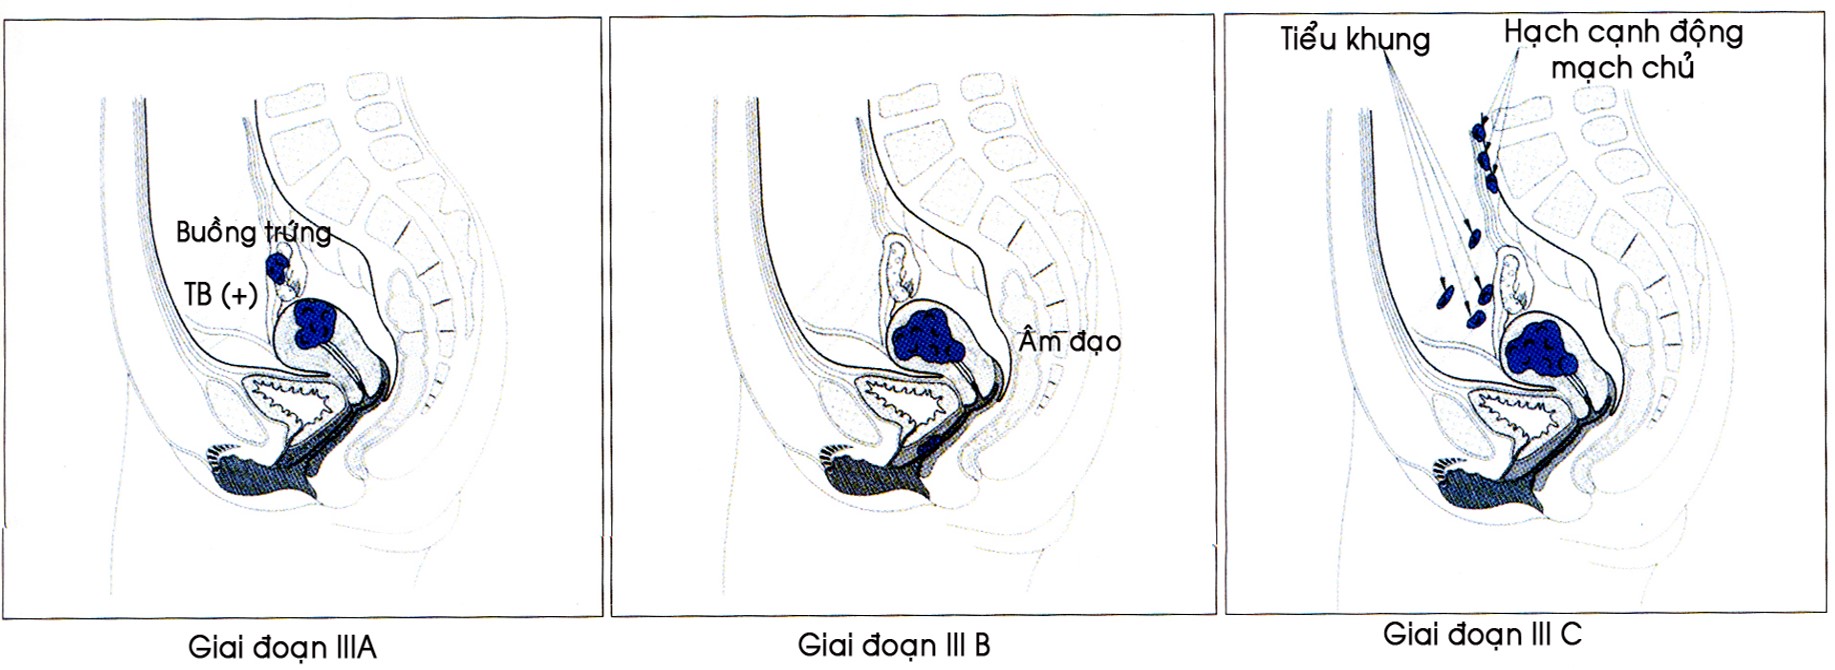 Buồng trứng
TB (+)
Giai đoạn IIIA
Âm đạo
Giai đoạn III B
Tiểu khung
Hạch cạnh động
mạch chủ
Giai đoạn III C